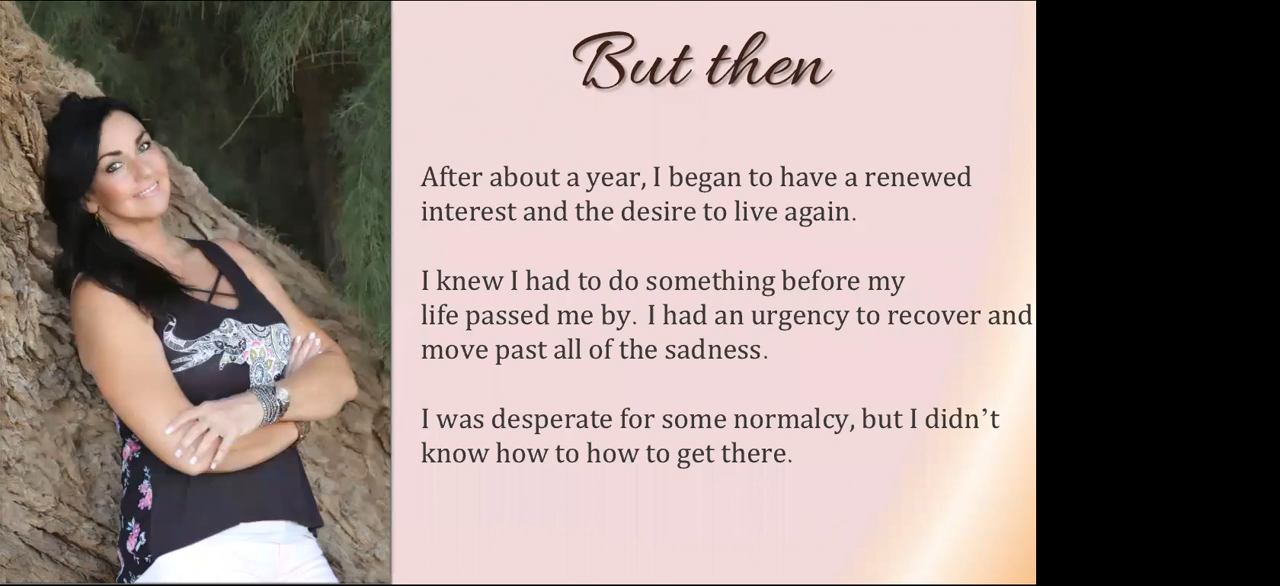 But then
After about a year, I began to have a renewed
interest and the desire to live again.
I knew I had to do something before my
life passed me by. I had an urgency to recover and
move past all of the sadness.
I was desperate for some normalcy, but I didn’t
know how to how to get there.